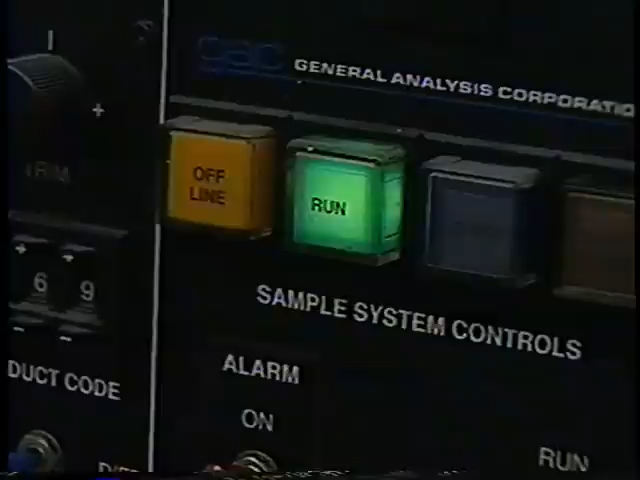 gac GENERAL ANALYSIS CORPORATIO
+
TRIM
OFF
LINE
RUN
+ +
6 9
- -
SAMPLE SYSTEM CONTROLS
DUCT CODE
ALARM
ON
RUN